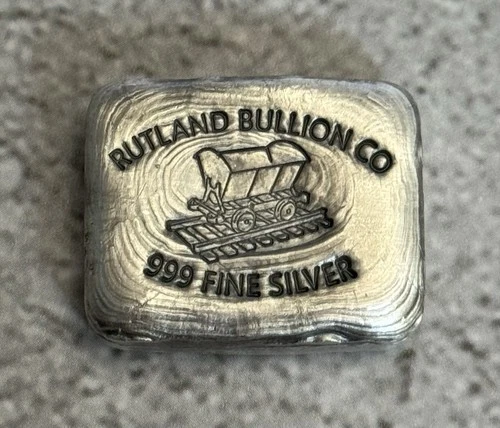 RUTLAND BULLION CO
999 FINE SILVER